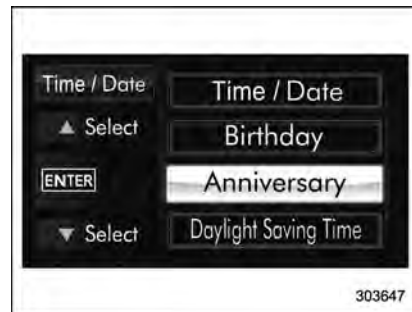 Time / Date
▲ Select
ENTER
▼ Select
Time / Date
Birthday
Anniversary
Daylight Saving Time
303647